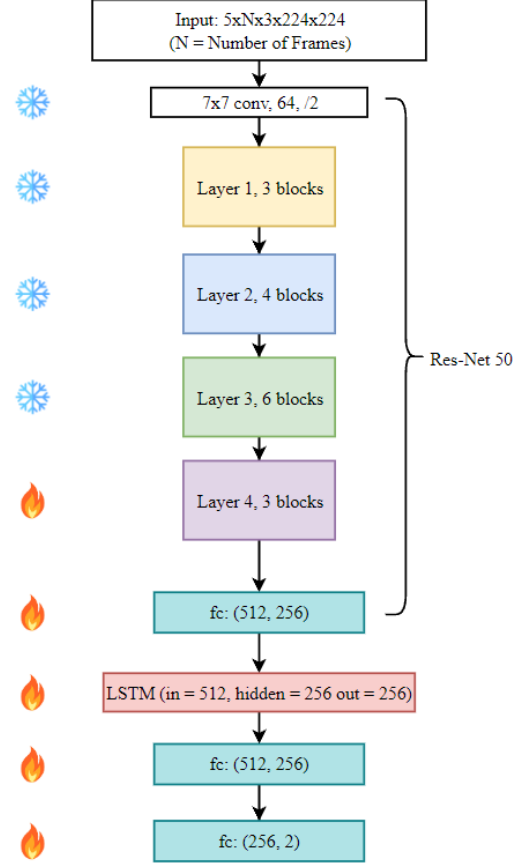 Input: 5xNx3x224x224
(N = Number of Frames)
7x7 conv, 64, /2
Layer 1, 3 blocks
Layer 2, 4 blocks
Res-Net 50
Layer 3, 6 blocks
Layer 4, 3 blocks
fc: (512, 256)
LSTM (in = 512, hidden = 256 out = 256)
fc: (512, 256)
fc: (256, 2)